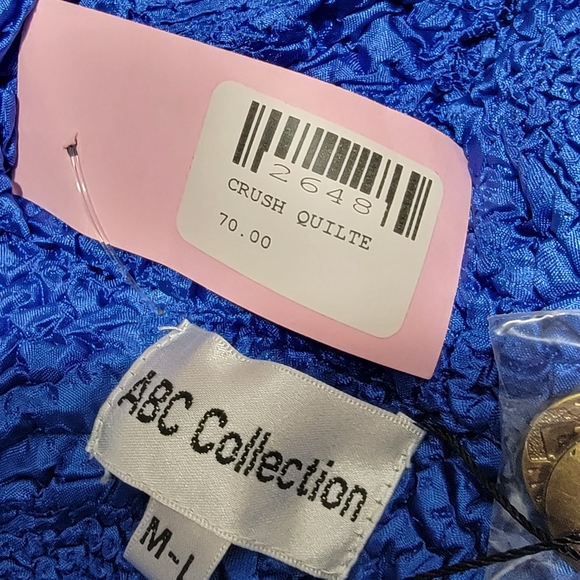 2648
CRUSH QUILTE
70.00
ABC Collection
M-L